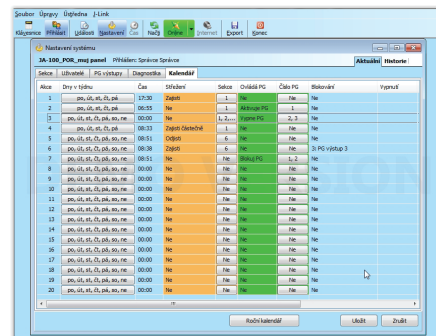 Soubor Úpravy Ústředna J-Link
Klávesnice Přihlásit Události Nastavení Čas Načti Online Internet Export Konec
Nastavení systému
JA-100_POR_muj panel Přihlášen: Správce Správce Aktuální Historie
Sekce Uživatelé PG výstupy Diagnostika Kalendář
Akce Dny v týdnu Čas Střežení Sekce Ovládá PG Číslo PG Blokování Vypnutí
1 po, út, st, čt, pá 17:30 Zajisti 1 Ne Ne Ne
2 po, út, st, čt, pá 06:55 Ne 1 Aktivuje PG 1 Ne
3 po, út, st, čt, pá, so, ne 00:00 Ne 1, 2,... Vypne PG 2, 3 Ne
4 po, út, st, čt, pá 08:33 Zajisti částečně 1 Ne Ne Ne
5 po, út, st, čt, pá, so, ne 08:51 Odjisti 6 Ne Ne Ne
6 po, út, st, čt, pá, so, ne 06:38 Zajisti 6 Ne Ne 3: PG výstup 3
7 po, út, st, čt, pá, so, ne 08:51 Ne Ne Blokuj PG 1, 2 Ne
8 po, út, st, čt, pá, so, ne 00:00 Ne Ne Ne Ne Ne
9 po, út, st, čt, pá, so, ne 00:00 Ne Ne Ne Ne Ne
10 po, út, st, čt, pá, so, ne 00:00 Ne Ne Ne Ne Ne
11 po, út, st, čt, pá, so, ne 00:00 Ne Ne Ne Ne Ne
12 po, út, st, čt, pá, so, ne 00:00 Ne Ne Ne Ne Ne
13 po, út, st, čt, pá, so, ne 00:00 Ne Ne Ne Ne Ne
14 po, út, st, čt, pá, so, ne 00:00 Ne Ne Ne Ne Ne
15 po, út, st, čt, pá, so, ne 00:00 Ne Ne Ne Ne Ne
16 po, út, st, čt, pá, so, ne 00:00 Ne Ne Ne Ne Ne
17 po, út, st, čt, pá, so, ne 00:00 Ne Ne Ne Ne Ne
18 po, út, st, čt, pá, so, ne 00:00 Ne Ne Ne Ne Ne
19 po, út, st, čt, pá, so, ne 00:00 Ne Ne Ne Ne Ne
20 po, út, st, čt, pá, so, ne 00:00 Ne Ne Ne Ne Ne
Roční kalendář Uložit Zrušit